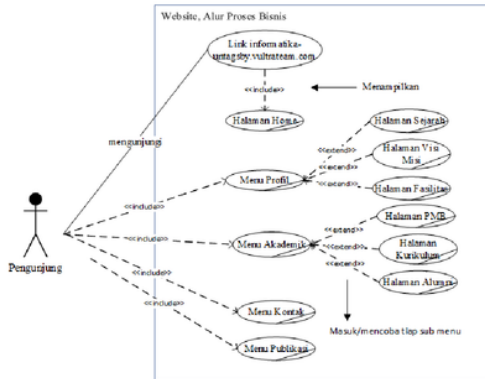 Website, Alur Proses Bisnis
Link informatika-
untagsby.vultrateam.com
<<include>>
Menampilkan
Halaman Home
mengunjungi
Halaman Sejarah
<<extend>>
Halaman Visi
Misi
<<extend>>
Menu Profil
<<extend>>
Halaman Fasilitas
<<include>>
Halaman PMB
<<extend>>
<<include>>
Menu Akademik
<<extend>>
Halaman
Kurikulum
<<extend>>
Pengunjung
<<include>>
Halaman Alumni
<<include>>
Menu Kontak
Masuk/mencoba tiap sub menu
Menu Publikasi